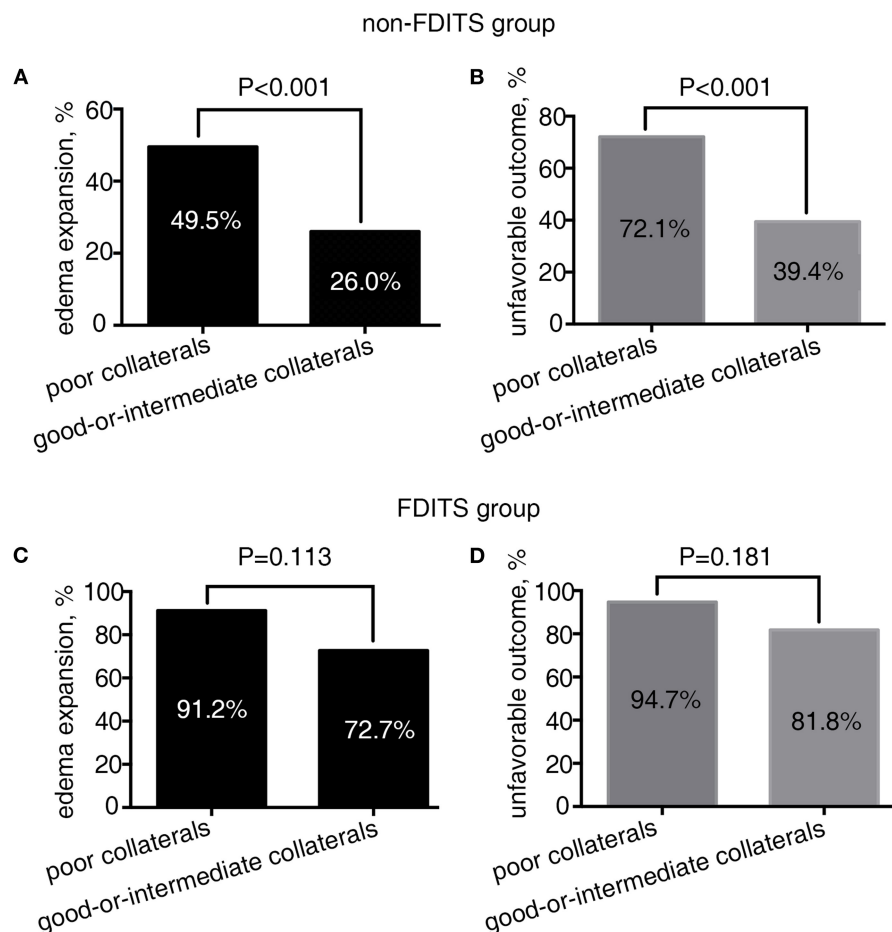 non-FDITS group
A
P<0.001
edema expansion, %
60
40
20
0
49.5%
26.0%
poor collaterals
good-or-intermediate collaterals
B
P<0.001
unfavorable outcome, %
80
60
40
20
0
72.1%
39.4%
poor collaterals
good-or-intermediate collaterals
FDITS group
C
P=0.113
edema expansion, %
100
80
60
40
20
0
91.2%
72.7%
poor collaterals
good-or-intermediate collaterals
D
P=0.181
unfavorable outcome, %
100
80
60
40
20
0
94.7%
81.8%
poor collaterals
good-or-intermediate collaterals